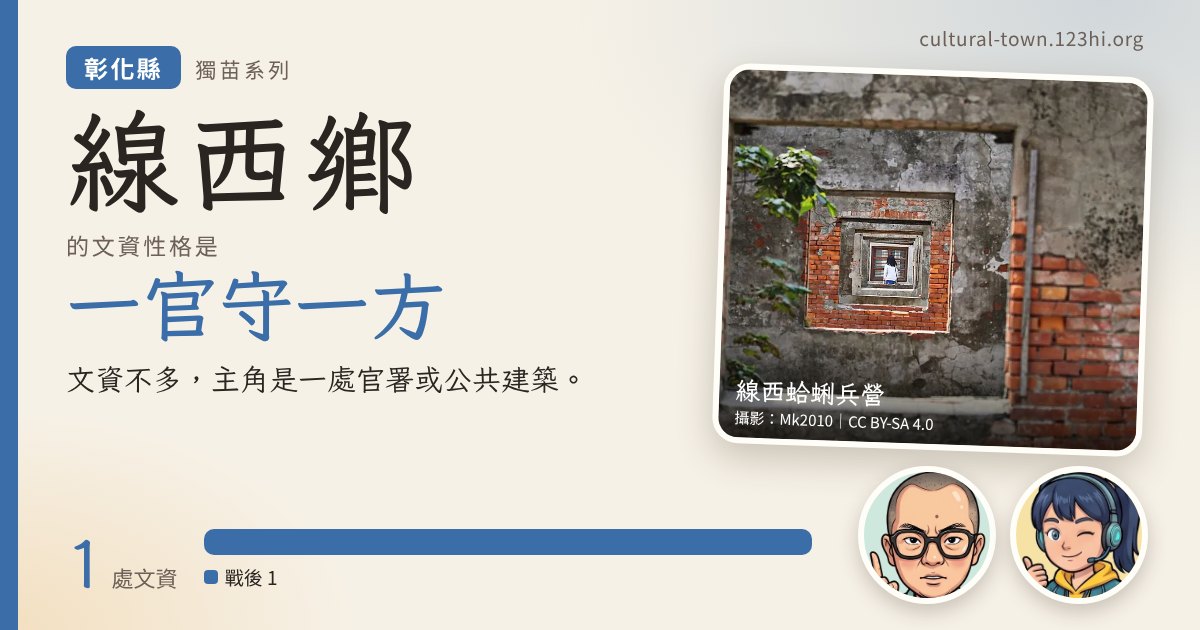 彰化縣 獨苗系列
cultural-town.123hi.org
線西鄉
的文資性格是
一官守一方
文資不多,主角是一處官署或公共建築。
線西蛤蜊兵營
攝影:Mk2010|CC BY-SA 4.0
1 處文資
戰後 1